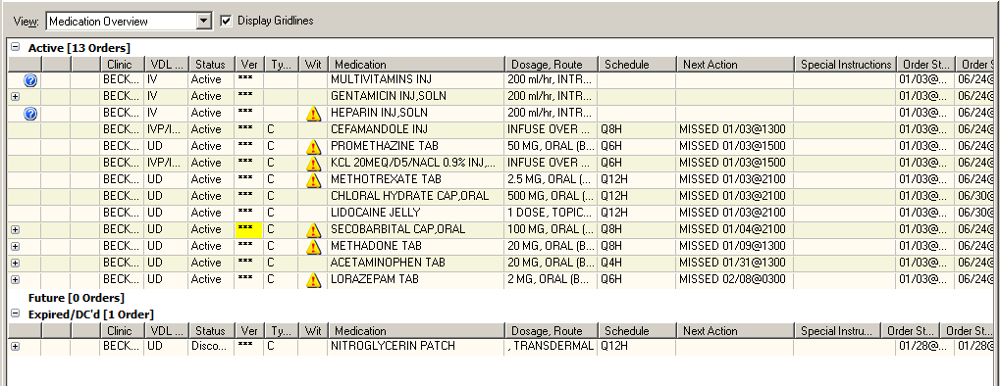 View: Medication Overview Display Gridlines
Active [13 Orders]
Clinic VDL ... Status Ver Ty... Wit Medication Dosage, Route Schedule Next Action Special Instructions Order St... Order S
BECK... IV Active *** MULTIVITAMINS INJ 200 ml/hr, INTR... 01/03@... 06/24@
BECK... IV Active *** GENTAMICIN INJ,SOLN 200 ml/hr, INTR... 01/03@... 06/24@
BECK... IV Active *** HEPARIN INJ,SOLN 200 ml/hr, INTR... 01/03@... 06/24@
BECK... IVP/I... Active *** C CEFAMANDOLE INJ INFUSE OVER ... Q8H MISSED 01/03@1300 01/03@... 06/24@
BECK... UD Active *** C PROMETHAZINE TAB 50 MG, ORAL (B... Q6H MISSED 01/03@1500 01/03@... 06/24@
BECK... IVP/I... Active *** C KCL 20MEQ/D5/NACL 0.9% INJ,... INFUSE OVER ... Q6H MISSED 01/03@1500 01/03@... 06/24@
BECK... UD Active *** C METHOTREXATE TAB 2.5 MG, ORAL (... Q12H MISSED 01/03@2100 01/03@... 06/24@
BECK... UD Active *** C CHLORAL HYDRATE CAP,ORAL 500 MG, ORAL (... Q12H MISSED 01/03@2100 01/03@... 06/30@
BECK... UD Active *** C LIDOCAINE JELLY 1 DOSE, TOPIC... Q12H MISSED 01/03@2100 01/03@... 06/30@
BECK... UD Active *** C SECOBARBITAL CAP,ORAL 100 MG, ORAL (... Q8H MISSED 01/04@2100 01/03@... 06/24@
BECK... UD Active *** C METHADONE TAB 20 MG, ORAL (B... Q8H MISSED 01/09@1300 01/03@... 06/24@
BECK... UD Active *** C ACETAMINOPHEN TAB 20 MG, ORAL (B... Q4H MISSED 01/31@1300 01/03@... 06/24@
BECK... UD Active *** C LORAZEPAM TAB 2 MG, ORAL (B... Q6H MISSED 02/08@0300 01/03@... 06/24@
Future [0 Orders]
Expired/DC'd [1 Order]
Clinic VDL ... Status Ver Ty... Wit Medication Dosage, Route Schedule Next Action Special Instru... Order St... Order St...
BECK... UD Disco... *** C NITROGLYCERIN PATCH , TRANSDERMAL Q12H 01/28@... 01/28@